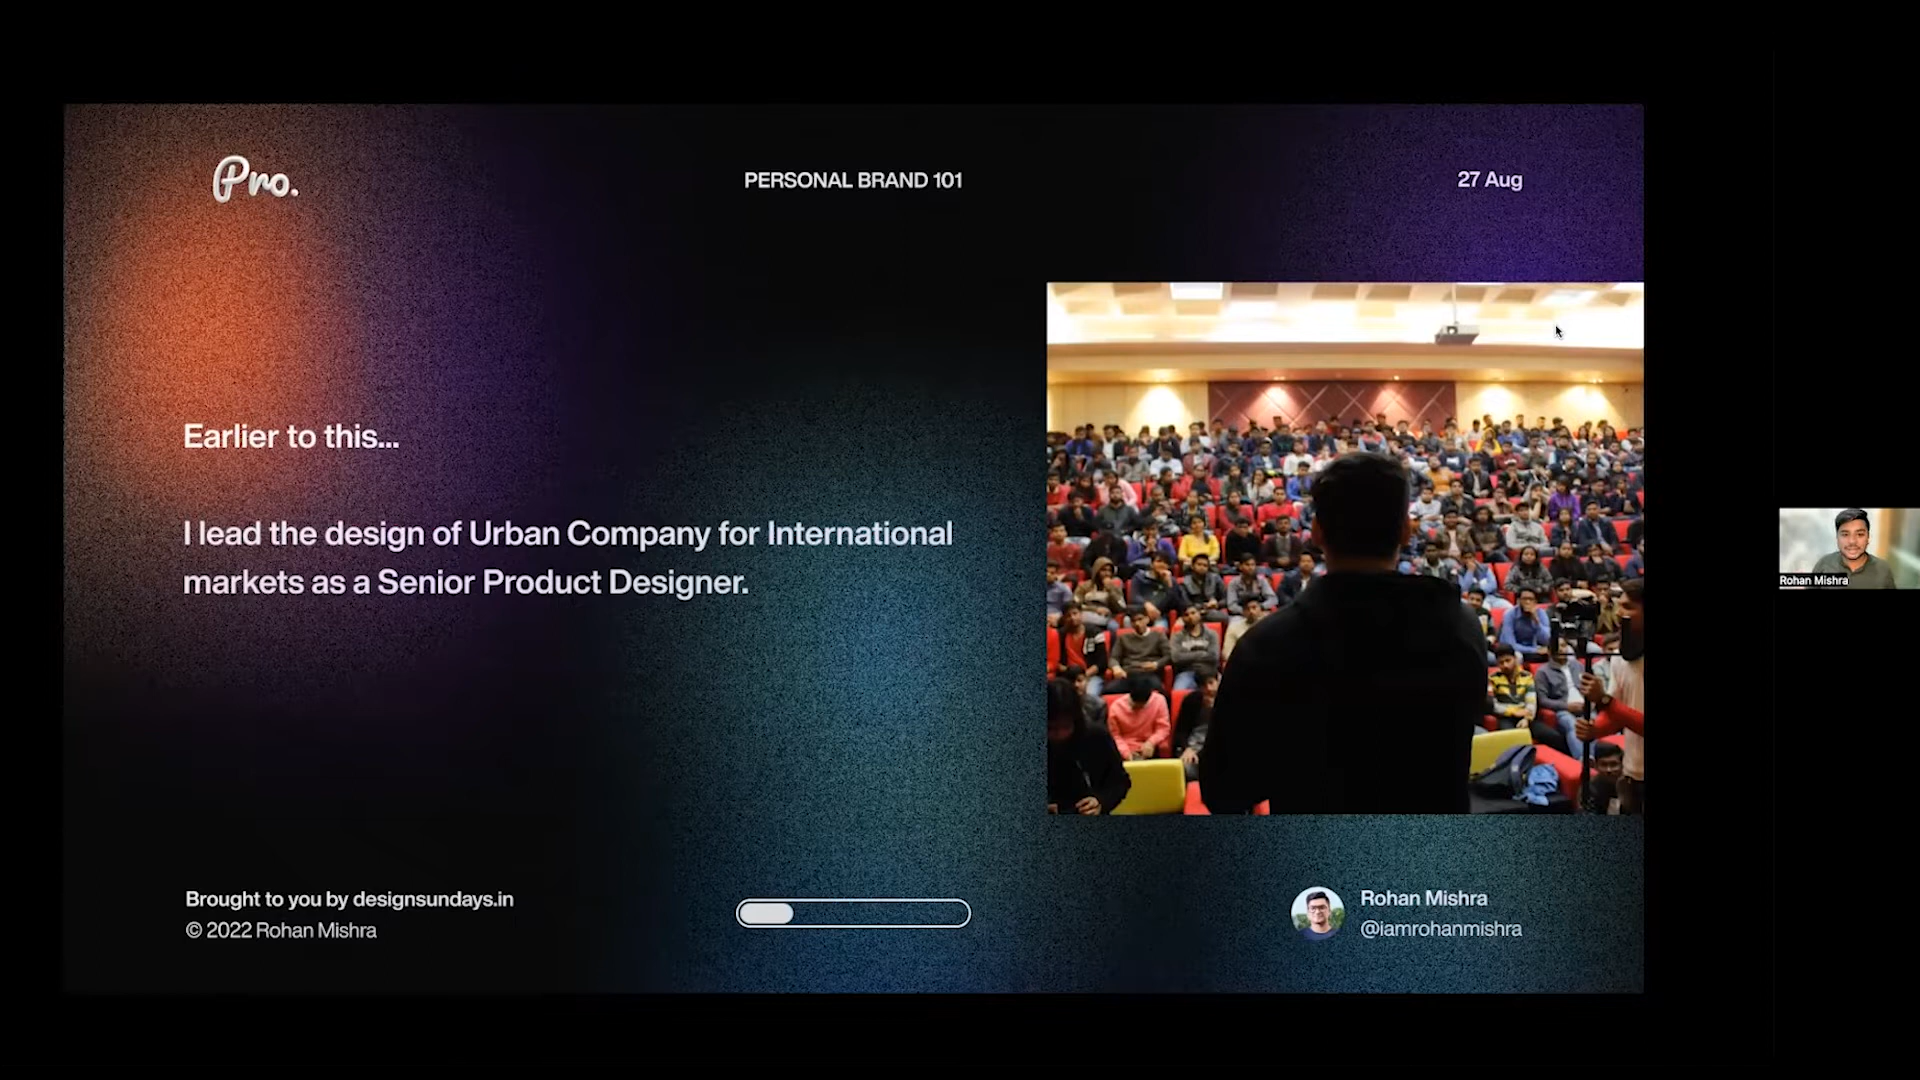 Pro.
PERSONAL BRAND 101
27 Aug
Earlier to this...
I lead the design of Urban Company for International
markets as a Senior Product Designer.
Rohan Mishra
Brought to you by designsundays.in
© 2022 Rohan Mishra
Rohan Mishra
@iamrohanmishra